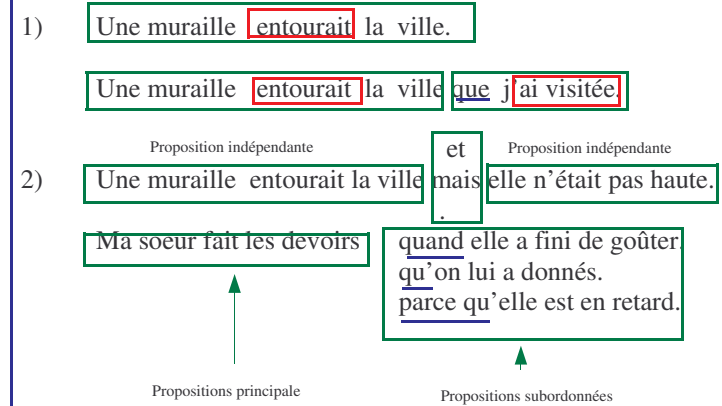 1) Une muraille entourait la ville.
Une muraille entourait la ville que j'ai visitée.
Proposition indépendante et Proposition indépendante
2) Une muraille entourait la ville mais elle n'était pas haute.
.
Ma soeur fait les devoirs quand elle a fini de goûter.
qu'on lui a donnés.
parce qu'elle est en retard.
Propositions principale Propositions subordonnées